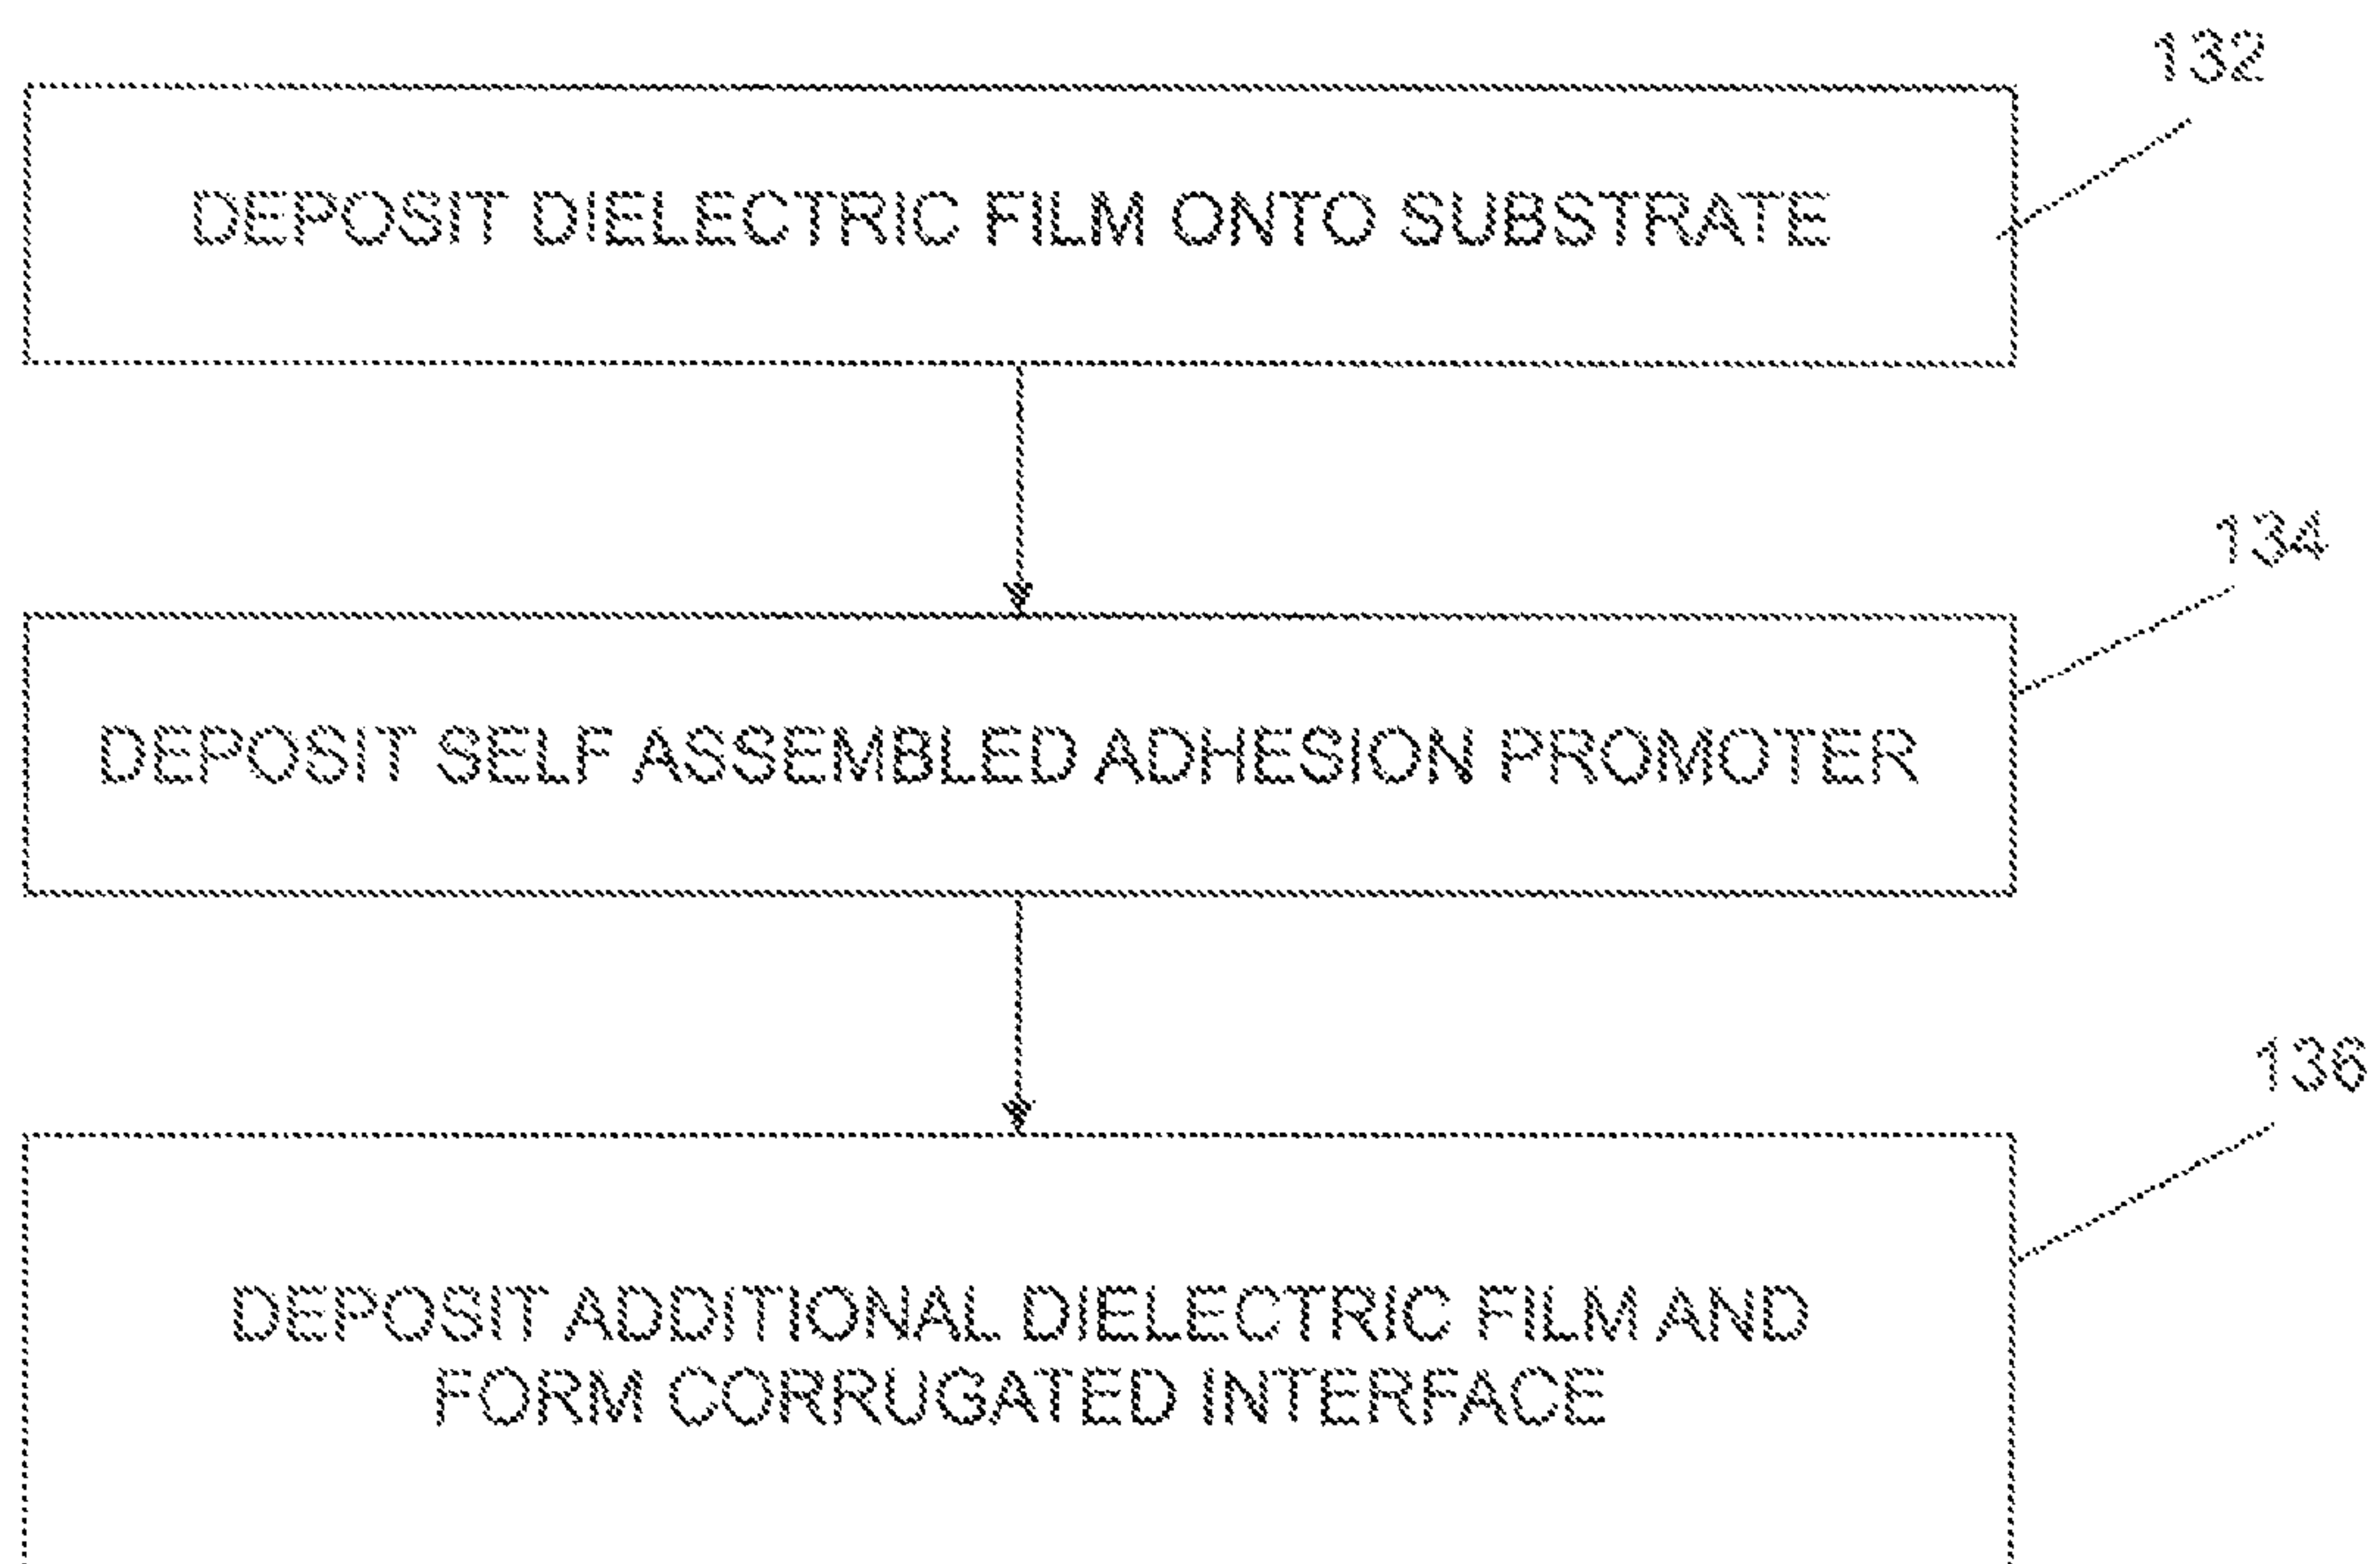 132
DEPOSIT DIELECTRIC FILM ONTO SUBSTRATE
134
DEPOSIT SELF ASSEMBLED ADHESION PROMOTER
136
DEPOSIT ADDITIONAL DIELECTRIC FILM AND
FORM CORRUGATED INTERFACE